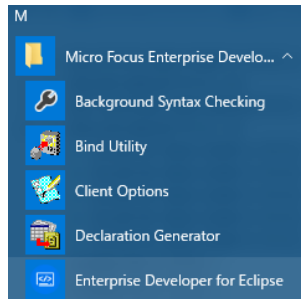 M
Micro Focus Enterprise Develo...
Background Syntax Checking
Bind Utility
Client Options
Declaration Generator
Enterprise Developer for Eclipse